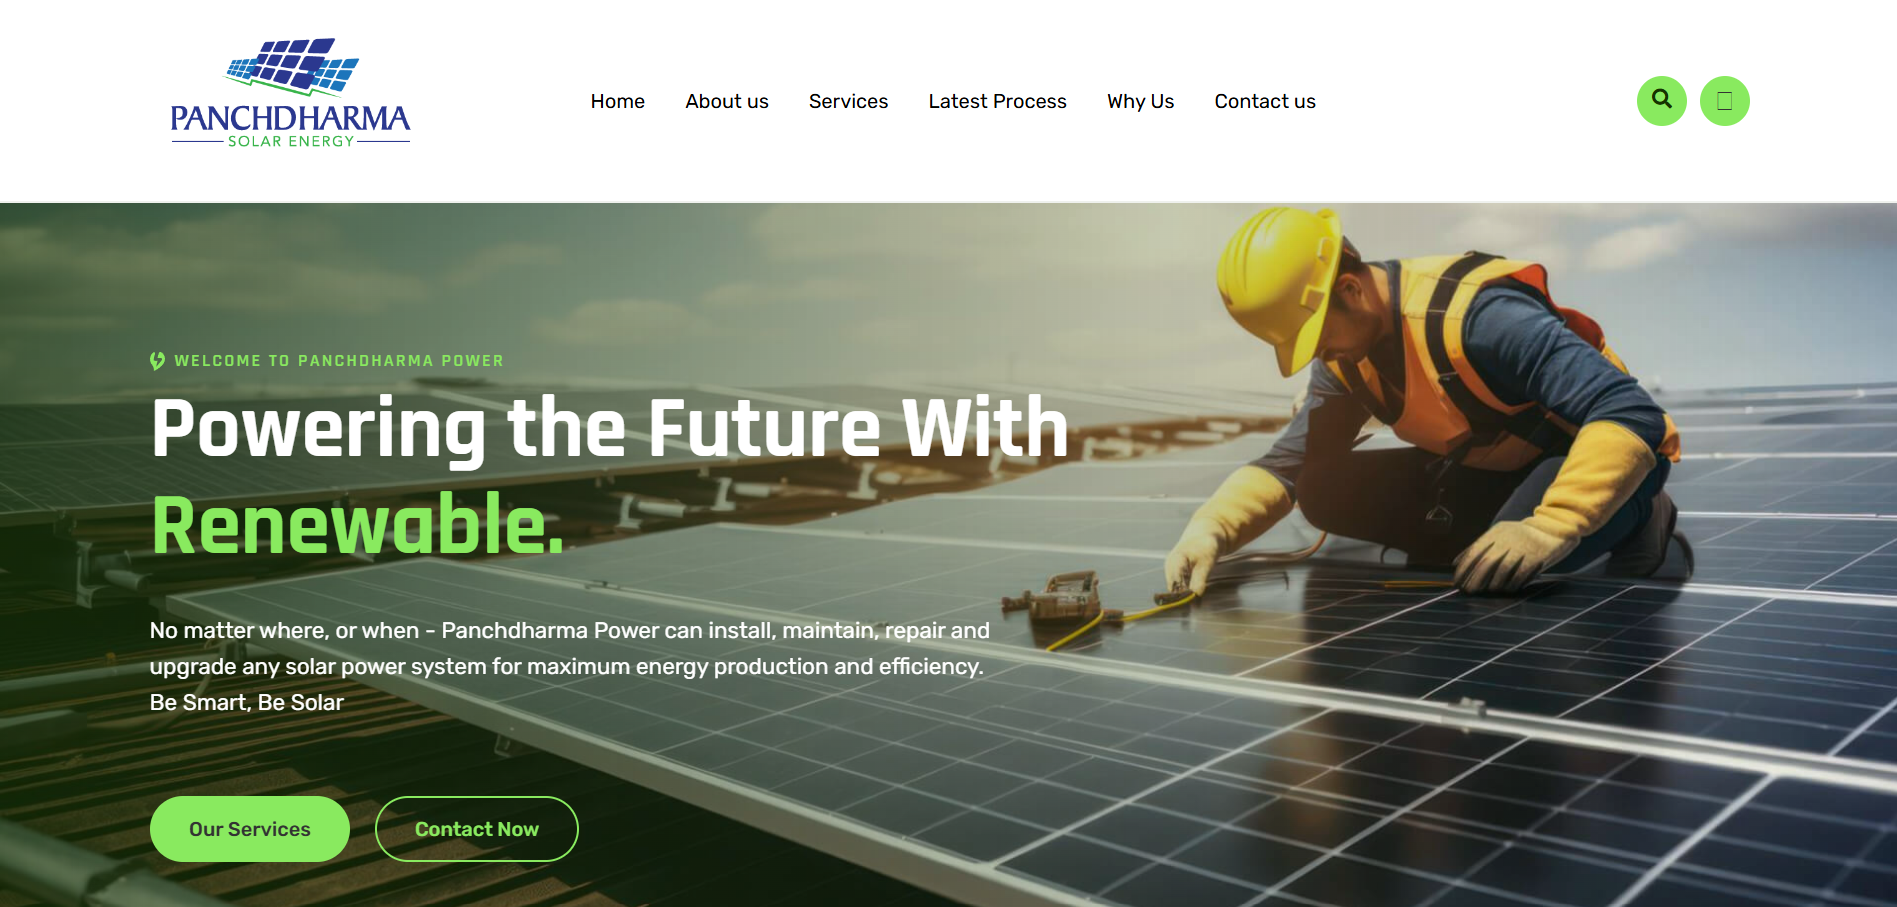 PANCHDHARMA
SOLAR ENERGY
Home About us Services Latest Process Why Us Contact us
WELCOME TO PANCHDHARMA POWER
Powering the Future With
Renewable.
No matter where, or when - Panchdharma Power can install, maintain, repair and
upgrade any solar power system for maximum energy production and efficiency.
Be Smart, Be Solar
Our Services Contact Now